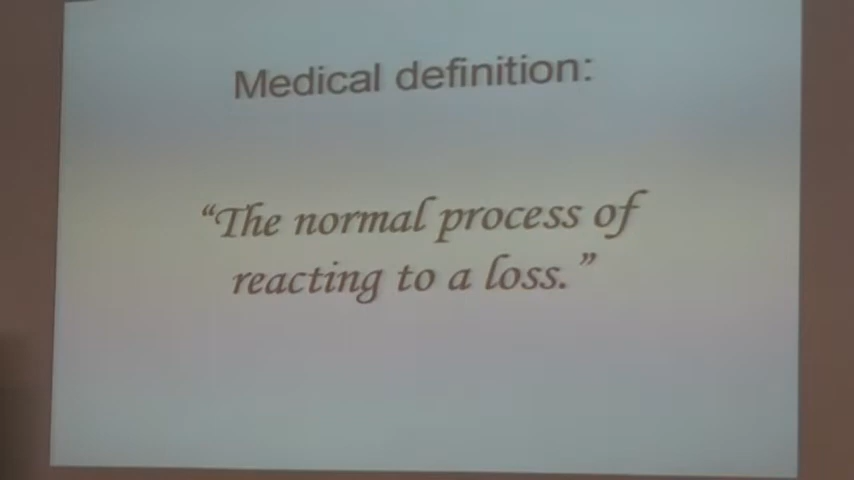 Medical definition:
“The normal process of
reacting to a loss.”